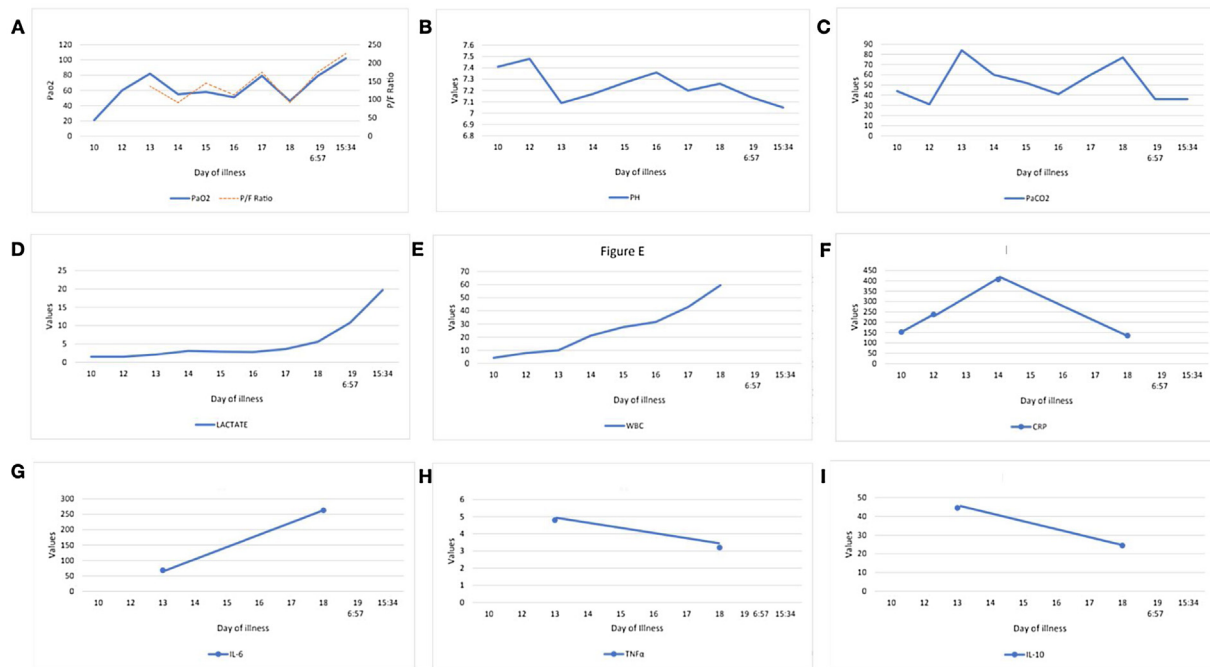 A
Pao2
120
100
80
60
40
20
0
250
200
150
100
50
0
P/F Ratio
10 12 13 14 15 16 17 18 19 15:34
6:57
Day of illness
PaO2 P/F Ratio
B
Values
7.6
7.5
7.4
7.3
7.2
7.1
7
6.9
6.8
10 12 13 14 15 16 17 18 19 15:34
6:57
Day of illness
PH
C
Values
90
80
70
60
50
40
30
20
10
0
10 12 13 14 15 16 17 18 19 15:34
6:57
Day of illness
PaCO2
D
Values
25
20
15
10
5
0
10 12 13 14 15 16 17 18 19 15:34
6:57
Day of illness
LACTATE
E
Figure E
Values
70
60
50
40
30
20
10
0
10 12 13 14 15 16 17 18 19 15:34
6:57
Day of illness
WBC
F
Values
450
400
350
300
250
200
150
100
50
0
10 12 14 16 17 18 19 15:34
6:57
Day of illness
CRP
G
Values
300
250
200
150
100
50
0
10 12 13 14 15 16 17 18 19 15:34
6:57
Day of illness
IL-6
H
Values
6
5
4
3
2
1
0
10 12 13 14 15 16 17 18 19 6:57 15:34
Day of Illness
TNFα
I
Values
50
40
30
20
10
0
10 12 13 14 15 16 17 18 19 15:34
6:57
Day of illness
IL-10